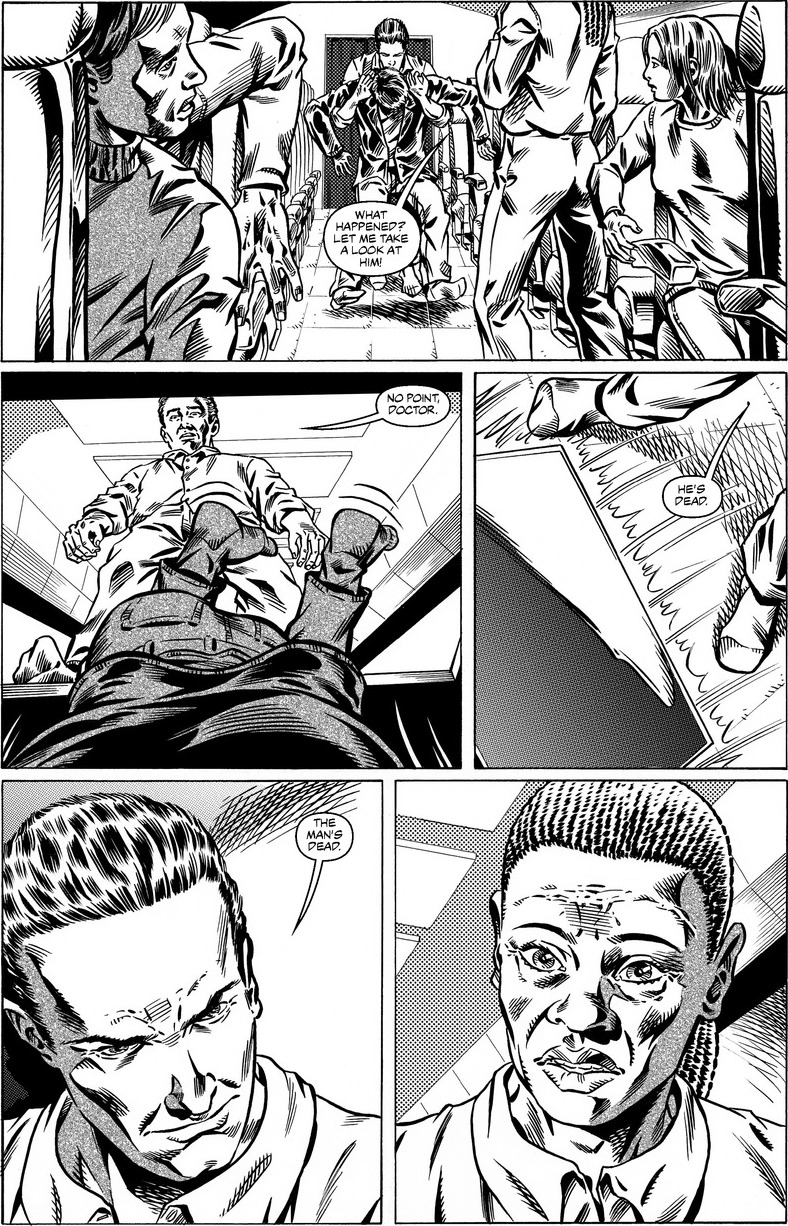 WHAT
HAPPENED?
LET ME TAKE
A LOOK AT
HIM!
NO POINT,
DOCTOR.
HE'S
DEAD.
THE
MAN'S
DEAD.